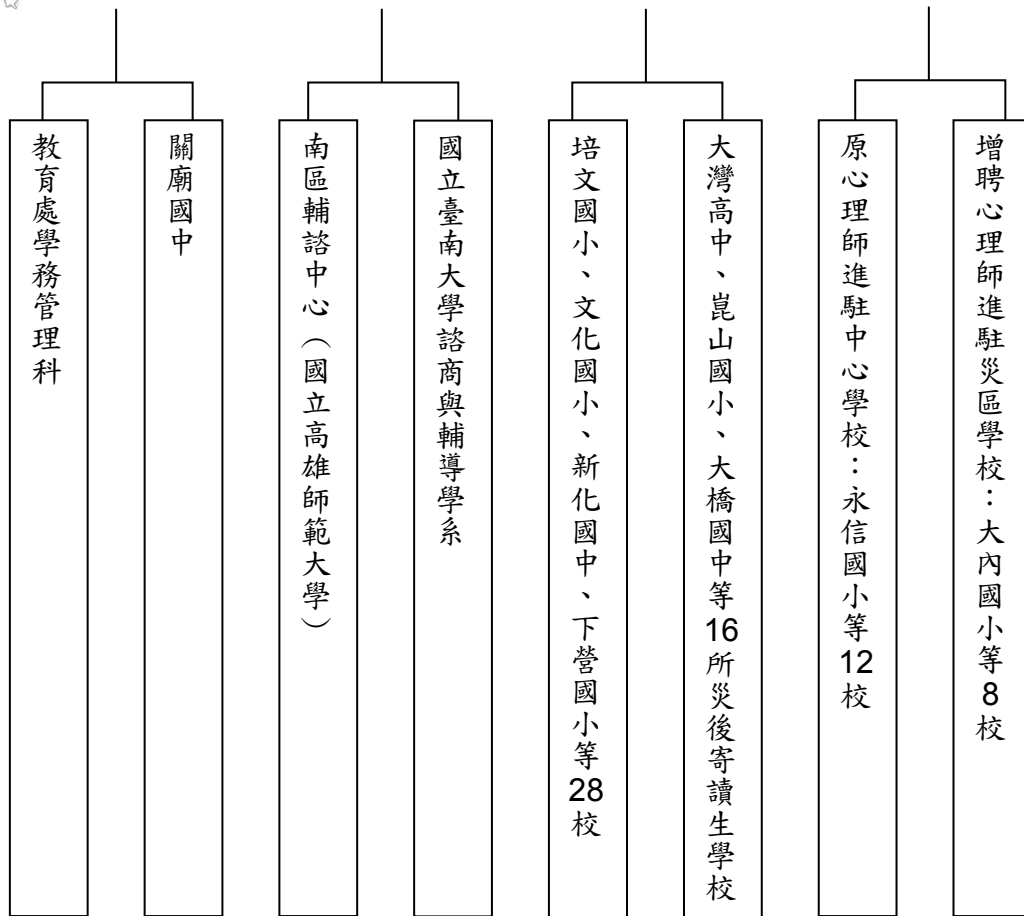 教育處學務管理科
關廟國中
南區輔諮中心（國立高雄師範大學）
國立臺南大學諮商與輔導學系
培文國小、文化國小、新化國中、下營國小等28校
大灣高中、崑山國小、大橋國中等16所災後寄讀生學校
原心理師進駐中心學校：永信國小等12校
增聘心理師進駐災區學校：大內國小等8校